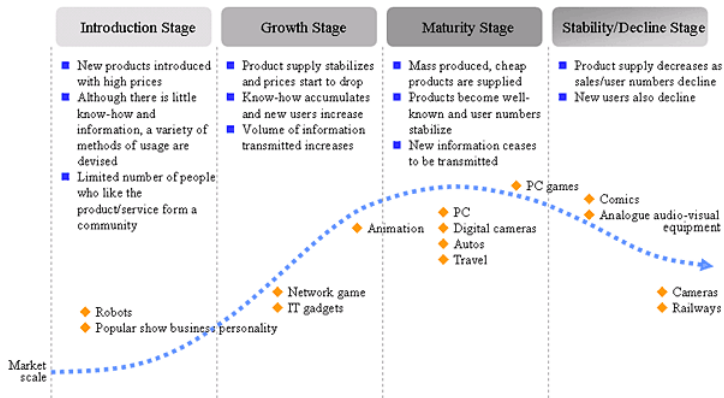 Introduction Stage
Growth Stage
Maturity Stage
Stability/Decline Stage
New products introduced
with high prices
Although there is little
know-how and
information, a variety of
methods of usage are
devised
Limited number of people
who like the
product/service form a
community
Product supply stabilizes
and prices start to drop
Know-how accumulates
and new users increase
Volume of information
transmitted increases
Mass produced, cheap
products are supplied
Products become well-
known and user numbers
stabilize
New information ceases
to be transmitted
Product supply decreases as
sales/user numbers decline
New users also decline
Robots
Popular show business personality
Network game
IT gadgets
Animation
PC
Digital cameras
Autos
Travel
PC games
Comics
Analogue audio-visual
equipment
Cameras
Railways
Market
scale